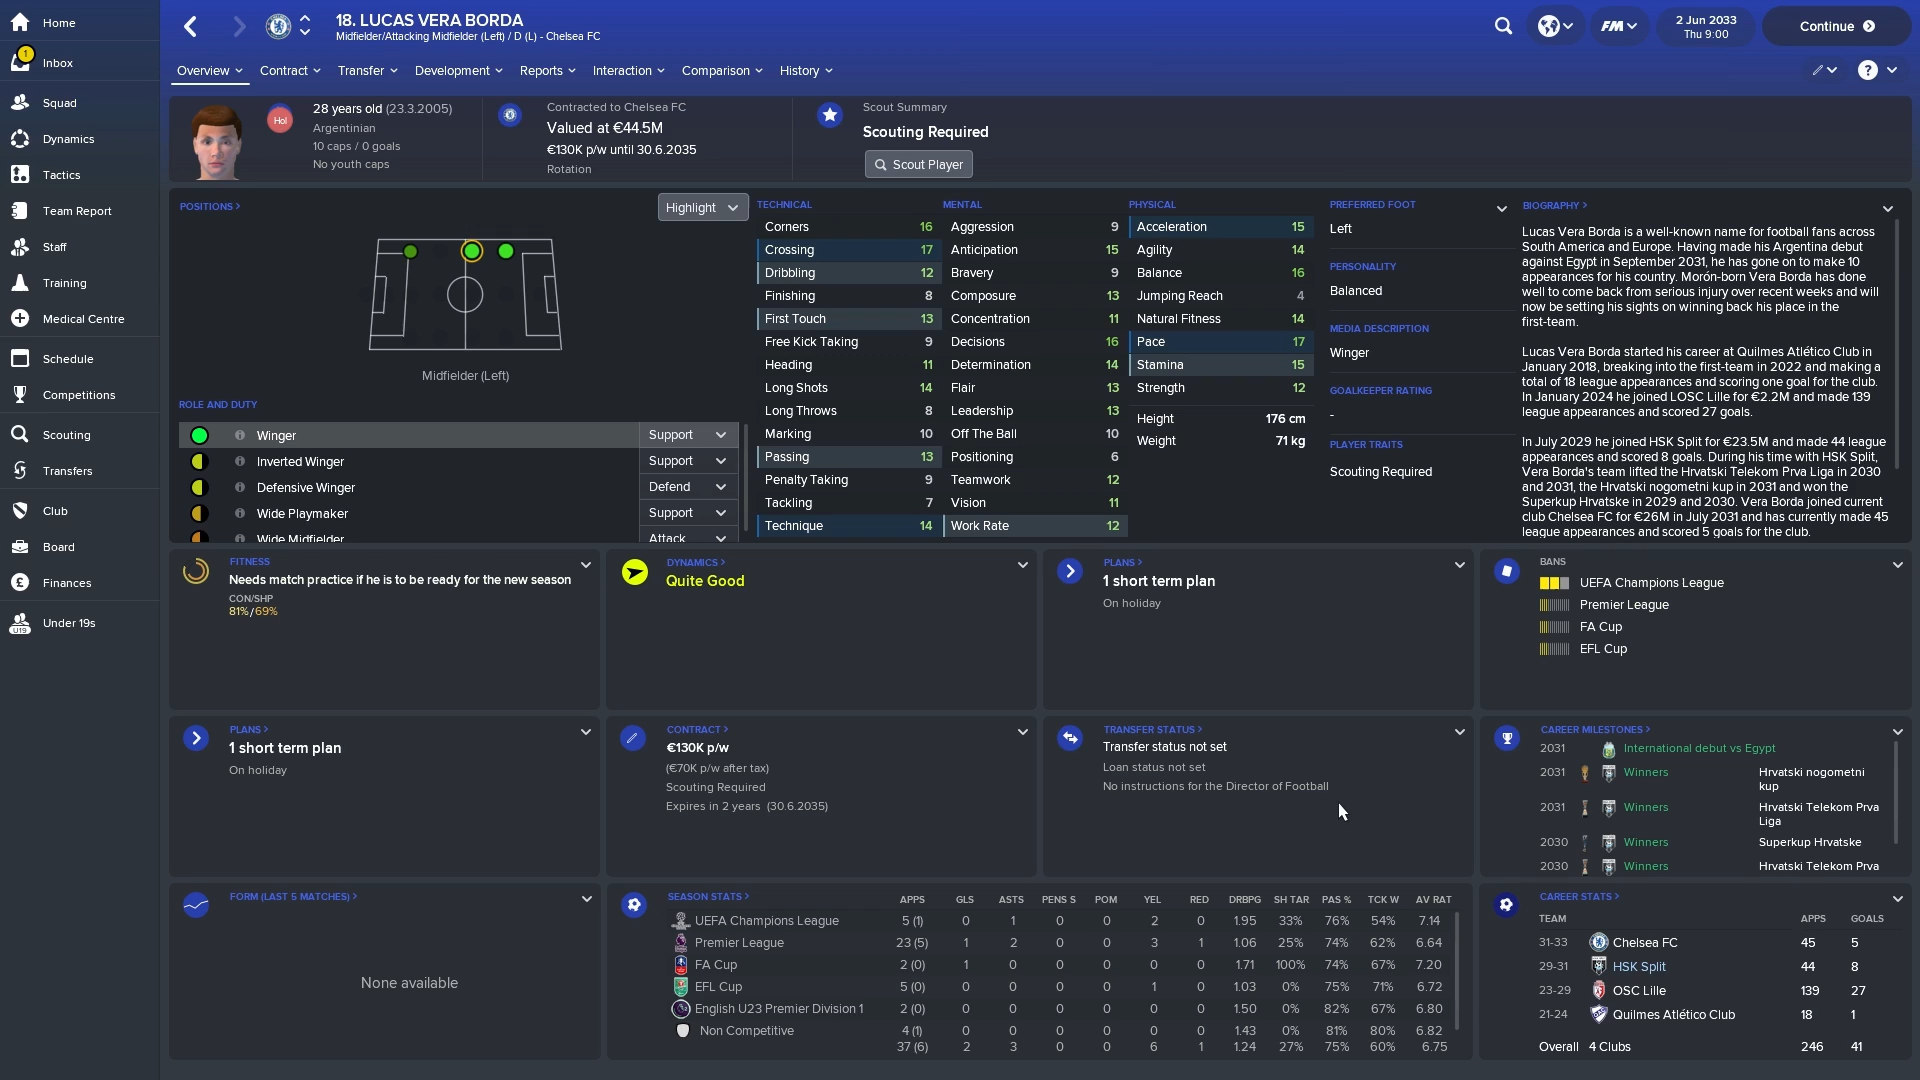 Home
Inbox
1
Squad
Dynamics
Tactics
Team Report
Staff
Training
Medical Centre
Schedule
Competitions
Scouting
Transfers
Club
Board
Finances
Under 19s
U19
18. LUCAS VERA BORDA
Midfielder/Attacking Midfielder (Left) / D (L) - Chelsea FC
FM
2 Jun 2033
Thu 9:00
Continue
Overview Contract Transfer Development Reports Interaction Comparison History
?
Hol
28 years old (23.3.2005)
Argentinian
10 caps / 0 goals
No youth caps
Contracted to Chelsea FC
Valued at €44.5M
€130K p/w until 30.6.2035
Rotation
Scout Summary
Scouting Required
Scout Player
POSITIONS >
Highlight
Midfielder (Left)
ROLE AND DUTY
Winger Support
Inverted Winger Support
Defensive Winger Defend
Wide Playmaker Support
Wide Midfielder Attack
TECHNICAL
Corners 16
Crossing 17
Dribbling 12
Finishing 8
First Touch 13
Free Kick Taking 9
Heading 11
Long Shots 14
Long Throws 8
Marking 10
Passing 13
Penalty Taking 9
Tackling 7
Technique 14
MENTAL
Aggression 9
Anticipation 15
Bravery 9
Composure 13
Concentration 11
Decisions 16
Determination 14
Flair 13
Leadership 13
Off The Ball 10
Positioning 6
Teamwork 12
Vision 11
Work Rate 12
PHYSICAL
Acceleration 15
Agility 14
Balance 16
Jumping Reach 4
Natural Fitness 14
Pace 17
Stamina 15
Strength 12
Height 176 cm
Weight 71 kg
PREFERRED FOOT
Left
PERSONALITY
Balanced
MEDIA DESCRIPTION
Winger
GOALKEEPER RATING
-
PLAYER TRAITS
Scouting Required
BIOGRAPHY >
Lucas Vera Borda is a well-known name for football fans across
South America and Europe. Having made his Argentina debut
against Egypt in September 2031, he has gone on to make 10
appearances for his country. Morón-born Vera Borda has done
well to come back from serious injury over recent weeks and will
now be setting his sights on winning back his place in the
first-team.
Lucas Vera Borda started his career at Quilmes Atlético Club in
January 2018, breaking into the first-team in 2022 and making a
total of 18 league appearances and scoring one goal for the club.
In January 2024 he joined LOSC Lille for €2.2M and made 139
league appearances and scored 27 goals.
In July 2029 he joined HSK Split for €23.5M and made 44 league
appearances and scored 8 goals. During his time with HSK Split,
Vera Borda's team lifted the Hrvatski Telekom Prva Liga in 2030
and 2031, the Hrvatski nogometni kup in 2031 and won the
Superkup Hrvatske in 2029 and 2030. Vera Borda joined current
club Chelsea FC for €26M in July 2031 and has currently made 45
league appearances and scored 5 goals for the club.
FITNESS
Needs match practice if he is to be ready for the new season
CON/SHP
81%/69%
DYNAMICS >
Quite Good
PLANS >
1 short term plan
On holiday
BANS
UEFA Champions League
Premier League
FA Cup
EFL Cup
PLANS >
1 short term plan
On holiday
CONTRACT >
€130K p/w
(€70K p/w after tax)
Scouting Required
Expires in 2 years (30.6.2035)
TRANSFER STATUS >
Transfer status not set
Loan status not set
No instructions for the Director of Football
CAREER MILESTONES >
2031 International debut vs Egypt
2031 Winners Hrvatski nogometni
kup
2031 Winners Hrvatski Telekom Prva
Liga
2030 Winners Superkup Hrvatske
2030 Winners Hrvatski Telekom Prva
FORM (LAST 5 MATCHES) >
None available
SEASON STATS > APPS GLS ASTS PENS S POM YEL RED DRBPG SH TAR PAS % TCK W AV RAT
UEFA Champions League 5 (1) 0 1 0 0 2 0 1.95 33% 76% 54% 7.14
Premier League 23 (5) 1 2 0 0 3 1 1.06 25% 74% 62% 6.64
FA Cup 2 (0) 1 0 0 0 0 0 1.71 100% 74% 67% 7.20
EFL Cup 5 (0) 0 0 0 0 1 0 1.03 0% 75% 71% 6.72
English U23 Premier Division 1 2 (0) 0 0 0 0 0 0 1.50 0% 82% 67% 6.80
Non Competitive 4 (1) 0 0 0 0 0 0 1.43 0% 81% 80% 6.82
37 (6) 2 3 0 0 6 1 1.24 27% 75% 60% 6.75
CAREER STATS >
TEAM APPS GOALS
31-33 Chelsea FC 45 5
29-31 HSK Split 44 8
23-29 OSC Lille 139 27
21-24 Quilmes Atlético Club 18 1
Overall 4 Clubs 246 41